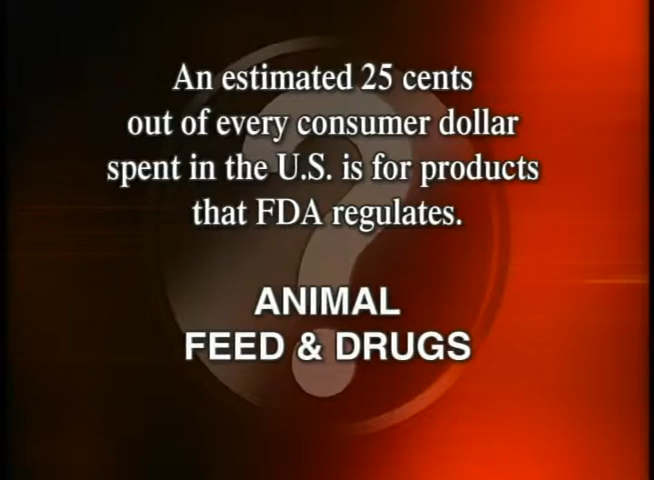 An estimated 25 cents
out of every consumer dollar
spent in the U.S. is for products
that FDA regulates.
ANIMAL
FEED & DRUGS